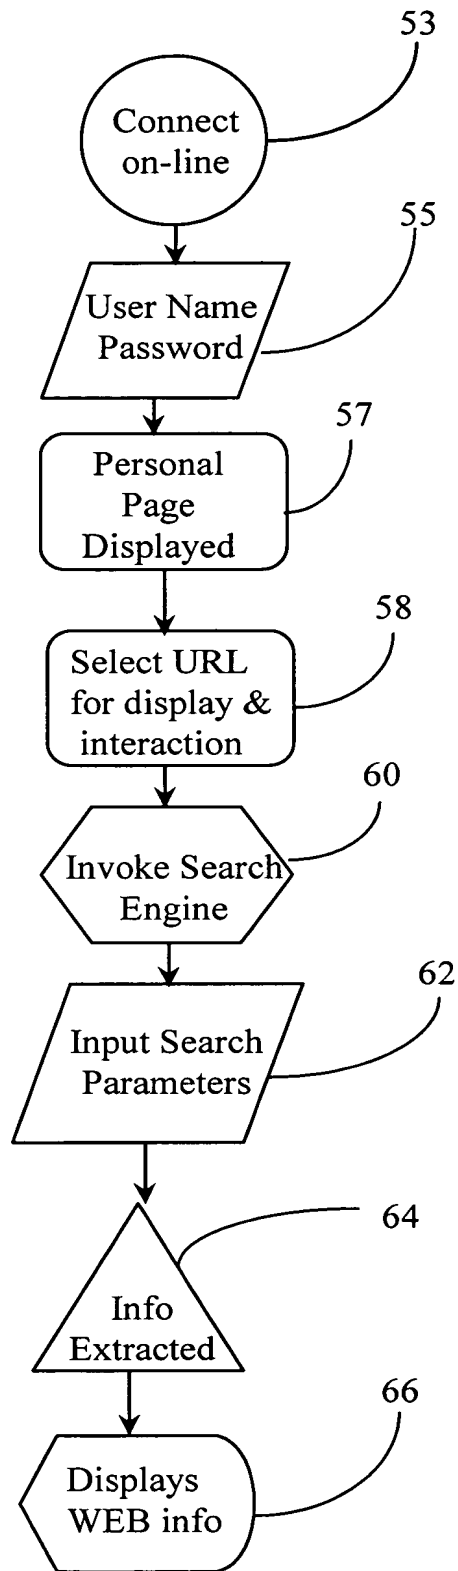 53
Connect
on-line
55
User Name
Password
57
Personal
Page
Displayed
58
Select URL
for display &
interaction
60
Invoke Search
Engine
62
Input Search
Parameters
64
Info
Extracted
66
Displays
WEB info